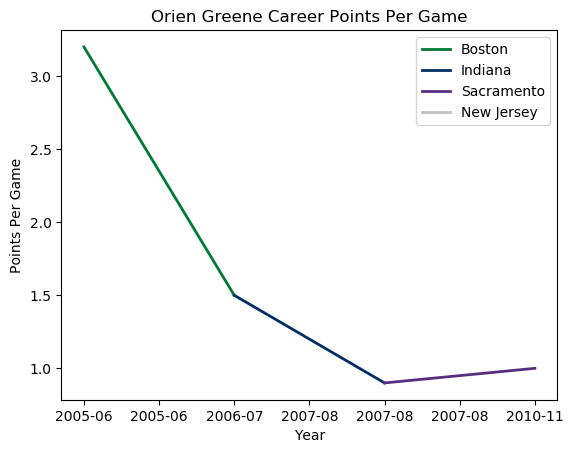 Orien Greene Career Points Per Game
Boston
Indiana
Sacramento
New Jersey
Points Per Game
3.0
2.5
2.0
1.5
1.0
2005-06 2005-06 2006-07 2007-08 2007-08 2007-08 2010-11
Year